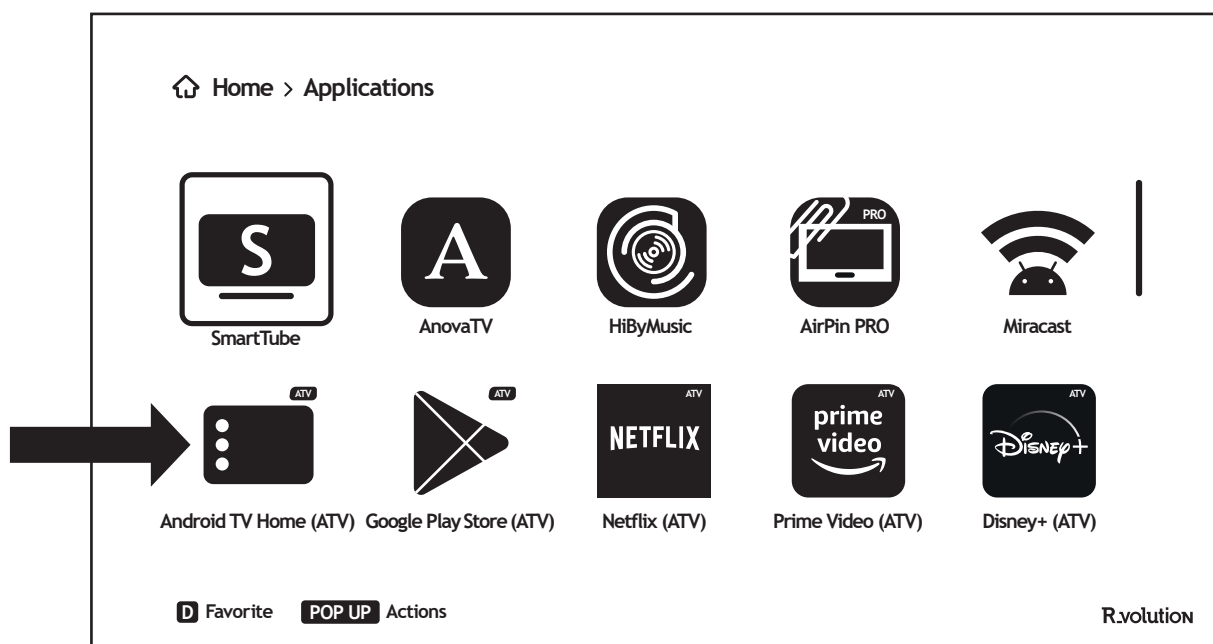 Home > Applications
S
A
PRO
SmartTube
AnovaTV
HiByMusic
AirPin PRO
Miracast
ATV
ATV
ATV
NETFLIX
ATV
prime
video
ATV
Disney+
Android TV Home (ATV)
Google Play Store (ATV)
Netflix (ATV)
Prime Video (ATV)
Disney+ (ATV)
D Favorite POP UP Actions
R_volution